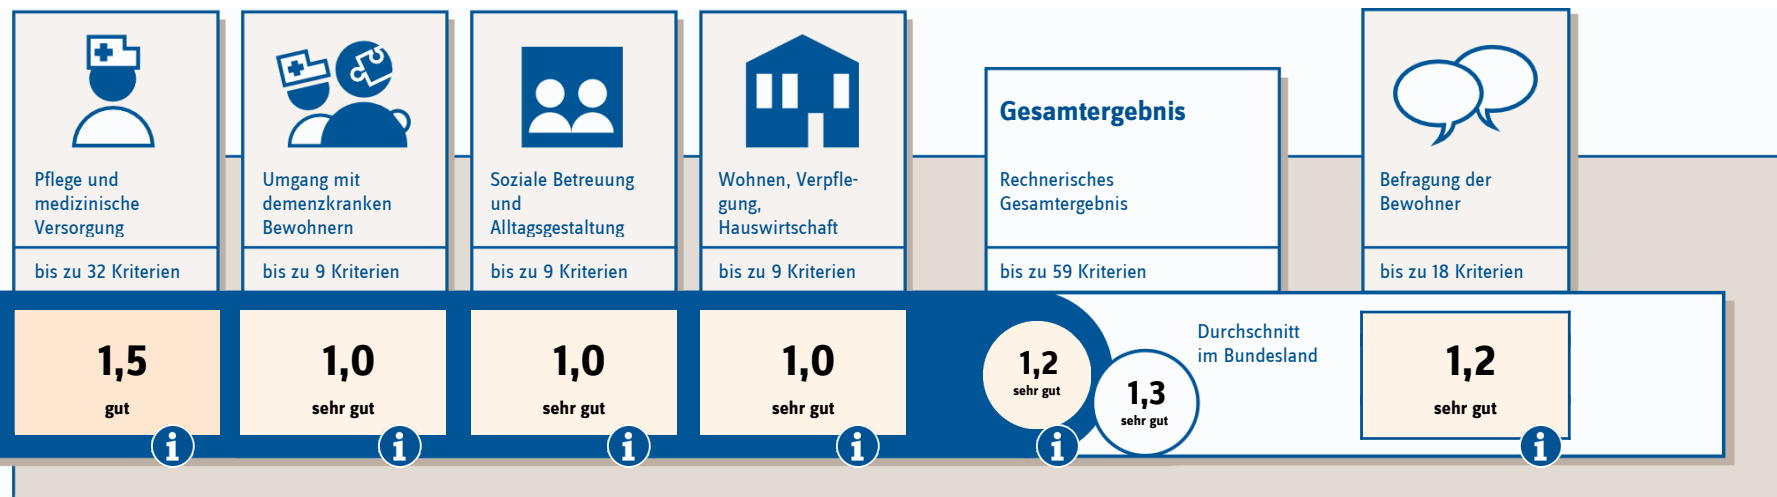 Pflege und
medizinische
Versorgung
bis zu 32 Kriterien
1,5
gut
Umgang mit
demenzkranken
Bewohnern
bis zu 9 Kriterien
1,0
sehr gut
Soziale Betreuung
und
Alltagsgestaltung
bis zu 9 Kriterien
1,0
sehr gut
Wohnen, Verpfle-
gung,
Hauswirtschaft
bis zu 9 Kriterien
1,0
sehr gut
Gesamtergebnis
Rechnerisches
Gesamtergebnis
bis zu 59 Kriterien
1,2
sehr gut
1,3
sehr gut
Durchschnitt
im Bundesland
Befragung der
Bewohner
bis zu 18 Kriterien
1,2
sehr gut